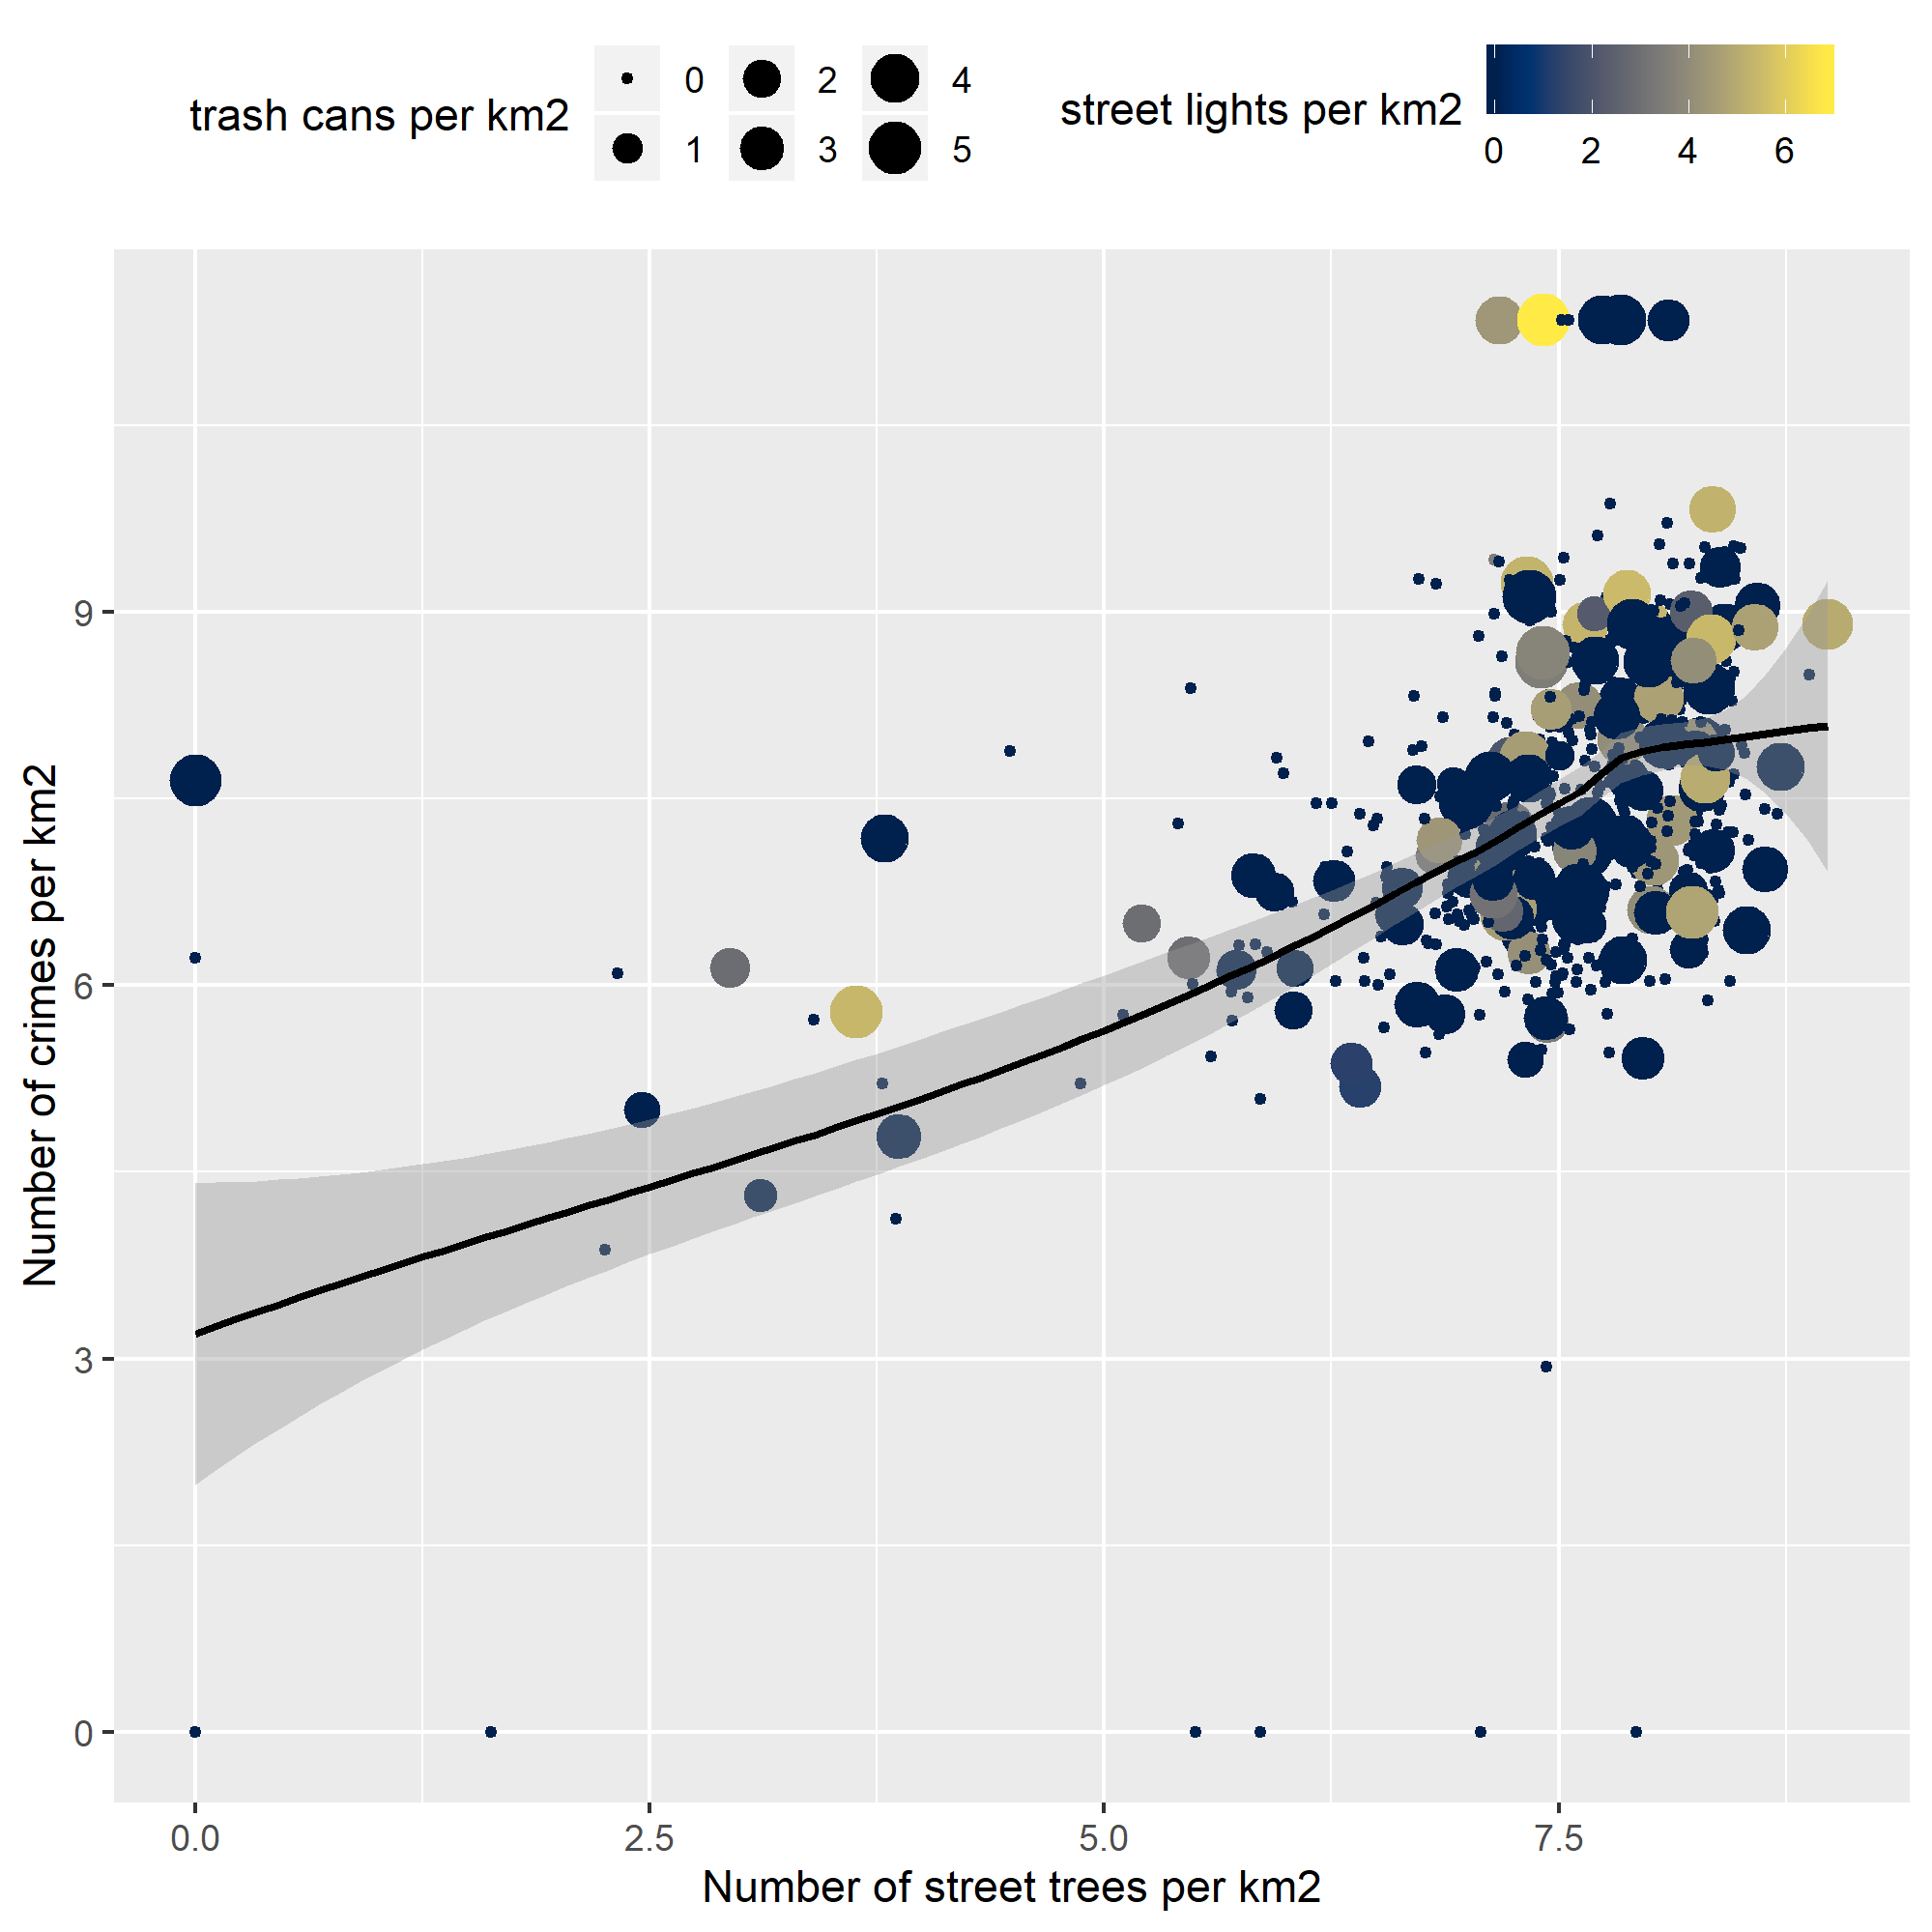 trash cans per km2
0 2 4
1 3 5
street lights per km2
0 2 4 6
Number of crimes per km2
9
6
3
0
0.0 2.5 5.0 7.5
Number of street trees per km2